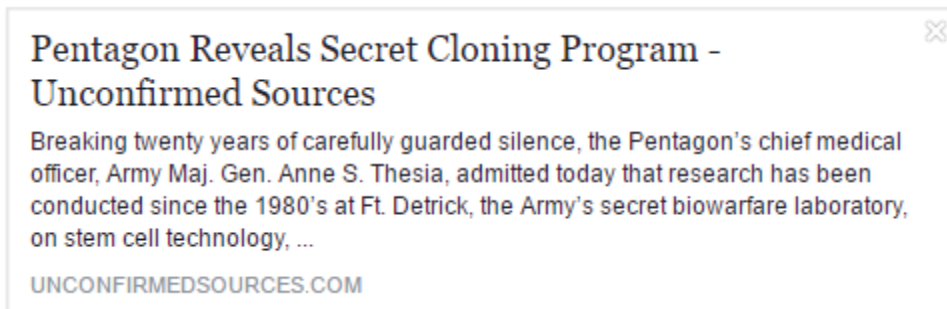 Pentagon Reveals Secret Cloning Program -
Unconfirmed Sources
Breaking twenty years of carefully guarded silence, the Pentagon's chief medical
officer, Army Maj. Gen. Anne S. Thesia, admitted today that research has been
conducted since the 1980's at Ft. Detrick, the Army's secret biowarfare laboratory,
on stem cell technology, ...
UNCONFIRMEDSOURCES.COM